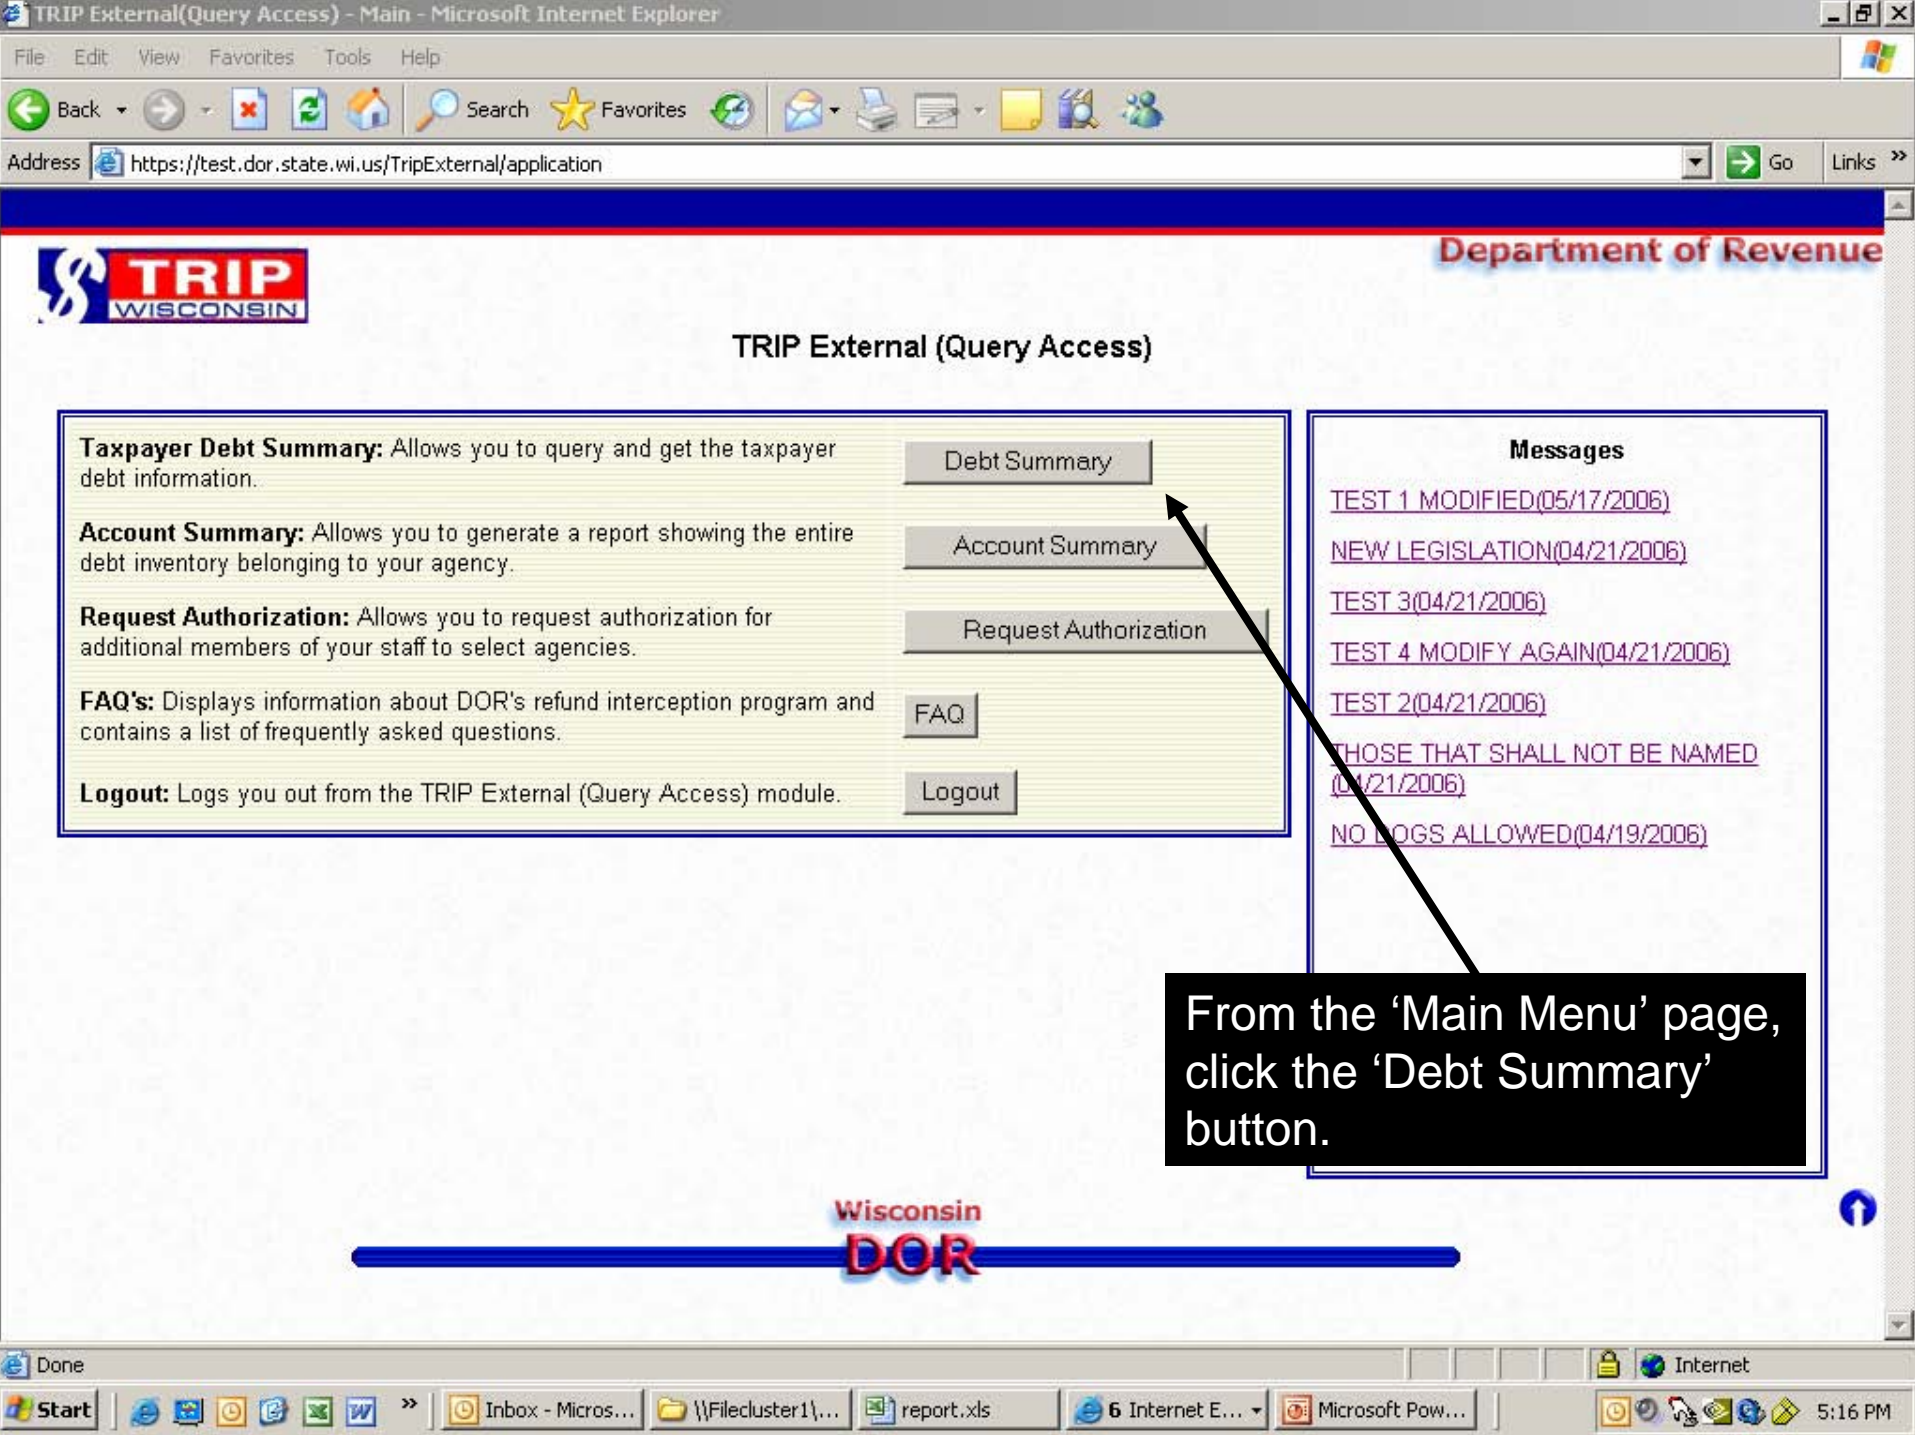 TRIP External(Query Access) - Main - Microsoft Internet Explorer
File Edit View Favorites Tools Help
Back Search Favorites
Address https://test.dor.state.wi.us/TripExternal/application Go Links »
Department of Revenue
TRIP
WISCONSIN
TRIP External (Query Access)
Taxpayer Debt Summary: Allows you to query and get the taxpayer
debt information.
Debt Summary
Account Summary: Allows you to generate a report showing the entire
debt inventory belonging to your agency.
Account Summary
Request Authorization: Allows you to request authorization for
additional members of your staff to select agencies.
Request Authorization
FAQ's: Displays information about DOR's refund interception program and
contains a list of frequently asked questions.
FAQ
Logout: Logs you out from the TRIP External (Query Access) module.
Logout
Messages
TEST 1 MODIFIED(05/17/2006)
NEW LEGISLATION(04/21/2006)
TEST 3(04/21/2006)
TEST 4 MODIFY AGAIN(04/21/2006)
TEST 2(04/21/2006)
THOSE THAT SHALL NOT BE NAMED
(04/21/2006)
NO DOGS ALLOWED(04/19/2006)
From the ‘Main Menu’ page,
click the ‘Debt Summary’
button.
Wisconsin
DOR
Done Internet
Start » Inbox - Micros... \\Filecluster1\... report.xls 6 Internet E... Microsoft Pow... 5:16 PM